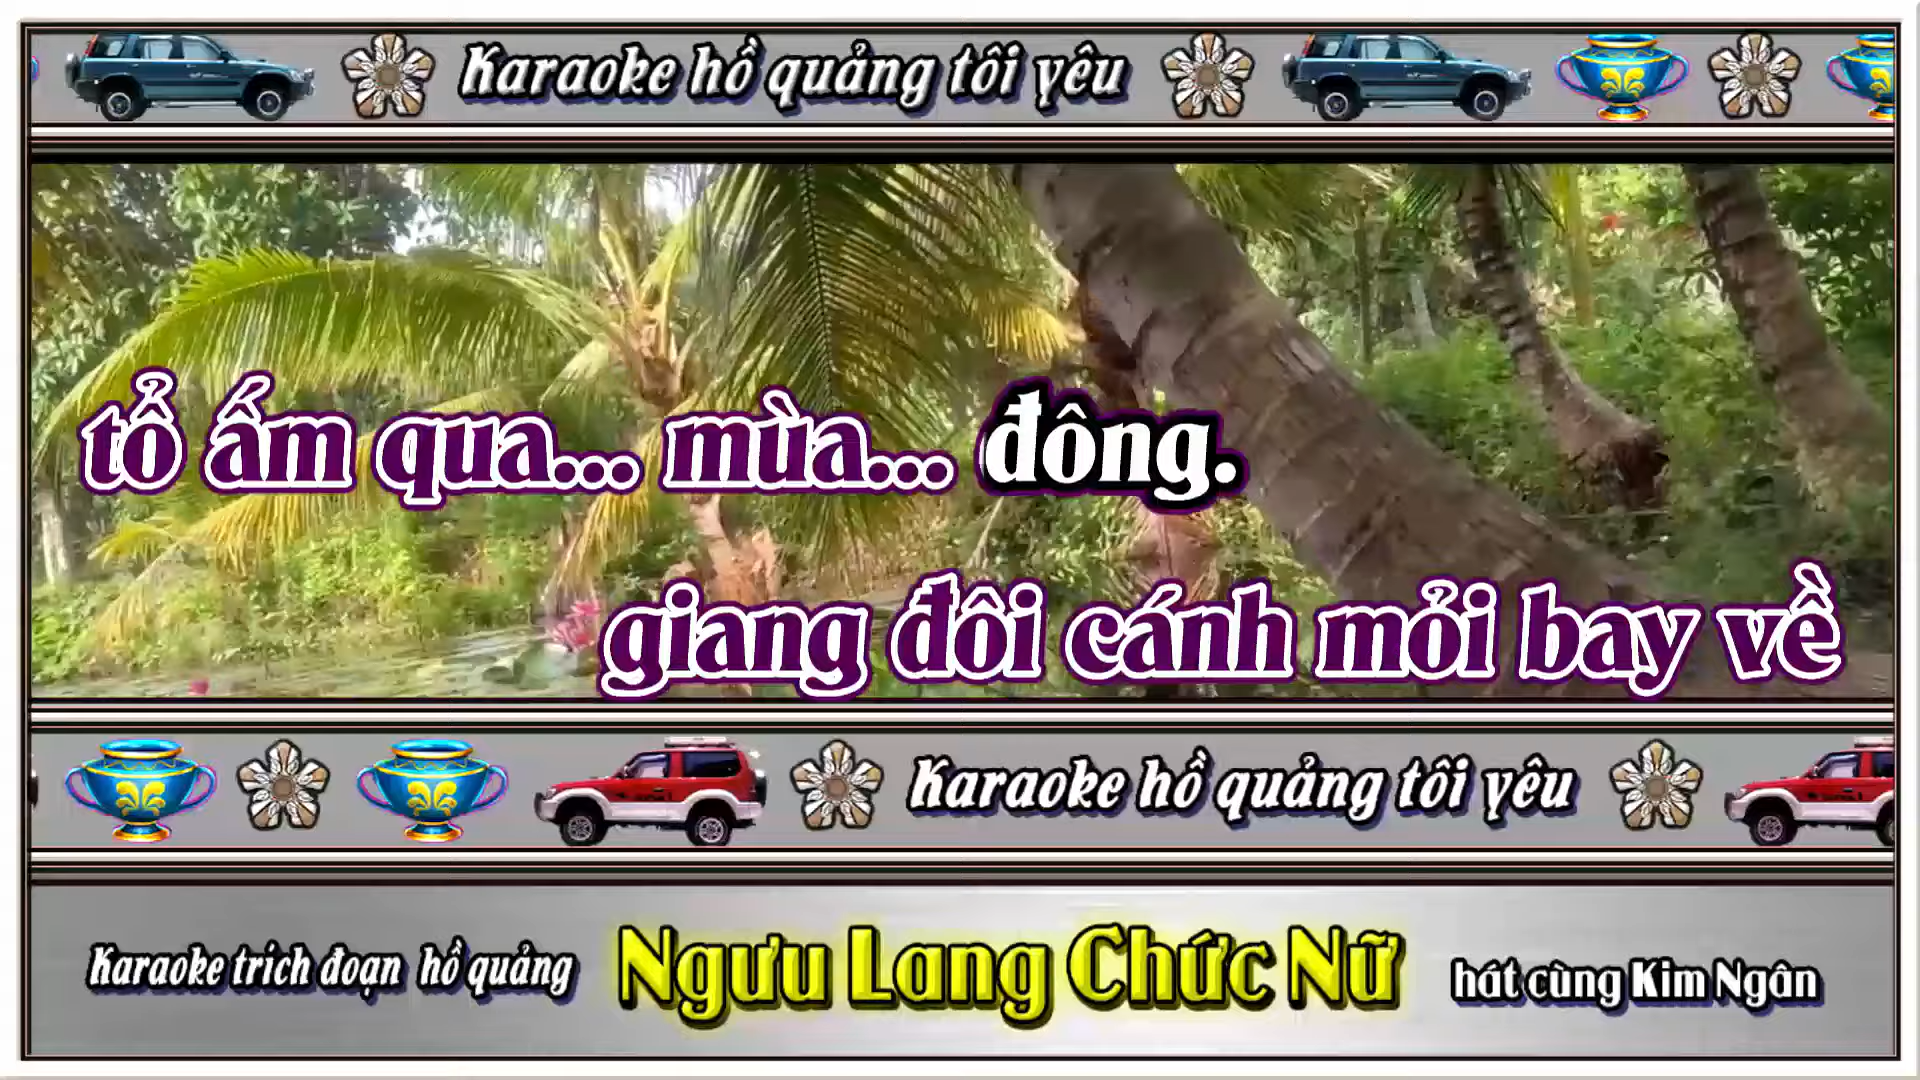 Karaoke hồ quảng tôi yêu
tổ ấm qua... mùa... đông.
giang đôi cánh mỏi bay về
Karaoke hồ quảng tôi yêu
Karaoke trích đoạn hồ quảng Ngưu Lang Chức Nữ hát cùng Kim Ngân